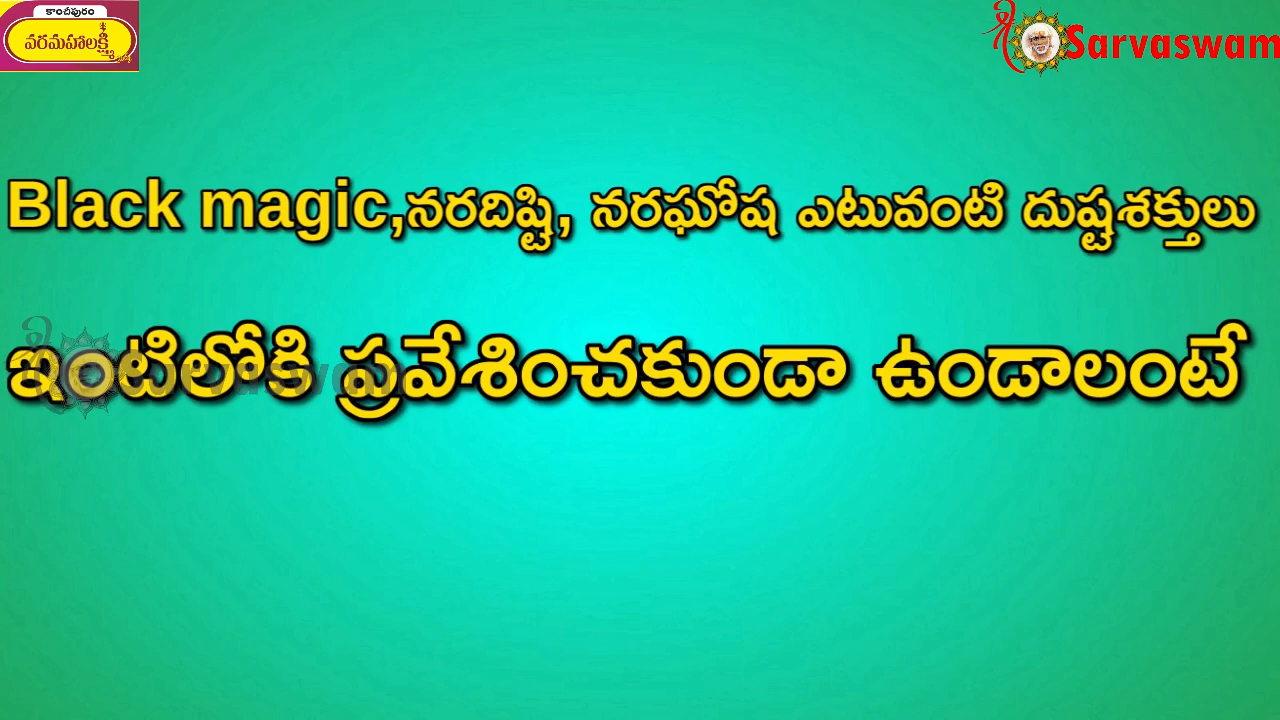 కాంచీపురం
వరమహాలక్ష్మి
శ్రీ Sarvaswam
Black magic,నరదిష్టి, నరఘోష ఎటువంటి దుష్టశక్తులు
ఇంటిలోకి ప్రవేశించకుండా ఉండాలంటే